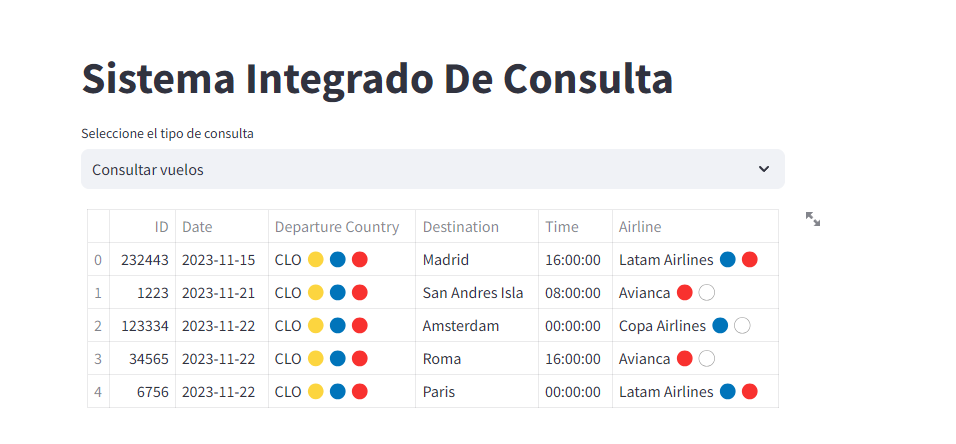 Sistema Integrado De Consulta
Seleccione el tipo de consulta
Consultar vuelos
ID Date Departure Country Destination Time Airline
0 232443 2023-11-15 CLO 🟡🔵🔴 Madrid 16:00:00 Latam Airlines 🔵🔴
1 1223 2023-11-21 CLO 🟡🔵🔴 San Andres Isla 08:00:00 Avianca 🔴⚪
2 123334 2023-11-22 CLO 🟡🔵🔴 Amsterdam 00:00:00 Copa Airlines 🔵⚪
3 34565 2023-11-22 CLO 🟡🔵🔴 Roma 16:00:00 Avianca 🔴⚪
4 6756 2023-11-22 CLO 🟡🔵🔴 Paris 00:00:00 Latam Airlines 🔵🔴